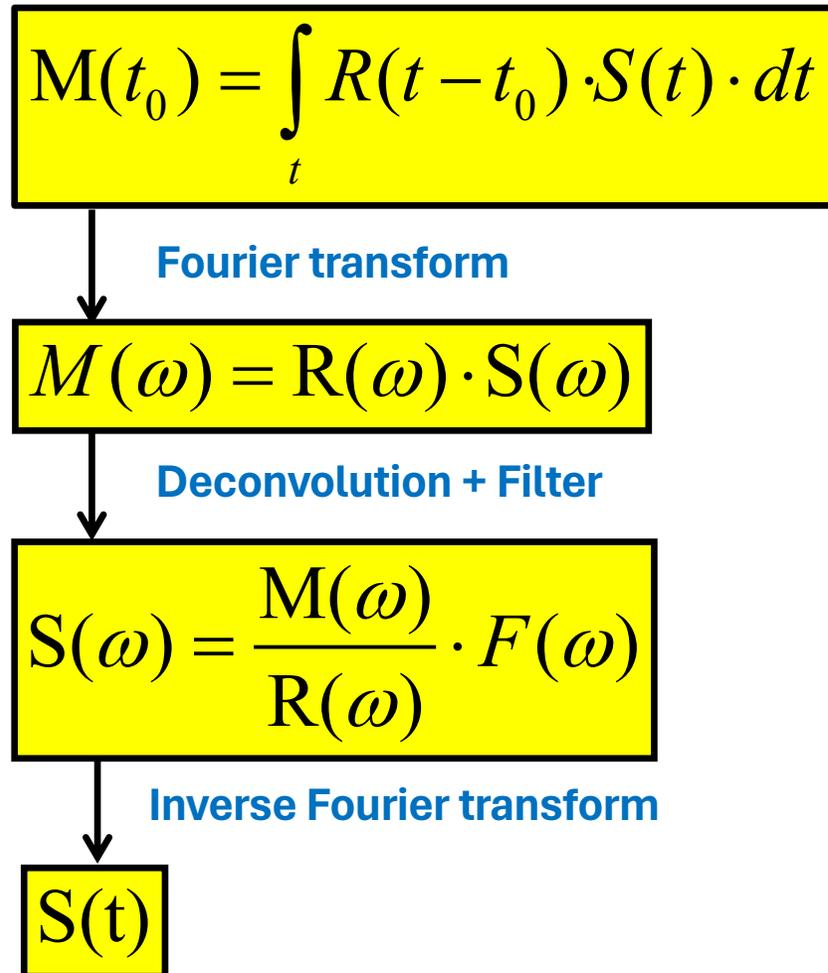 M(t₀) = ∫ₜ R(t − t₀) · S(t) · dt
Fourier transform
M(ω) = R(ω) · S(ω)
Deconvolution + Filter
S(ω) = M(ω) / R(ω) · F(ω)
Inverse Fourier transform
S(t)